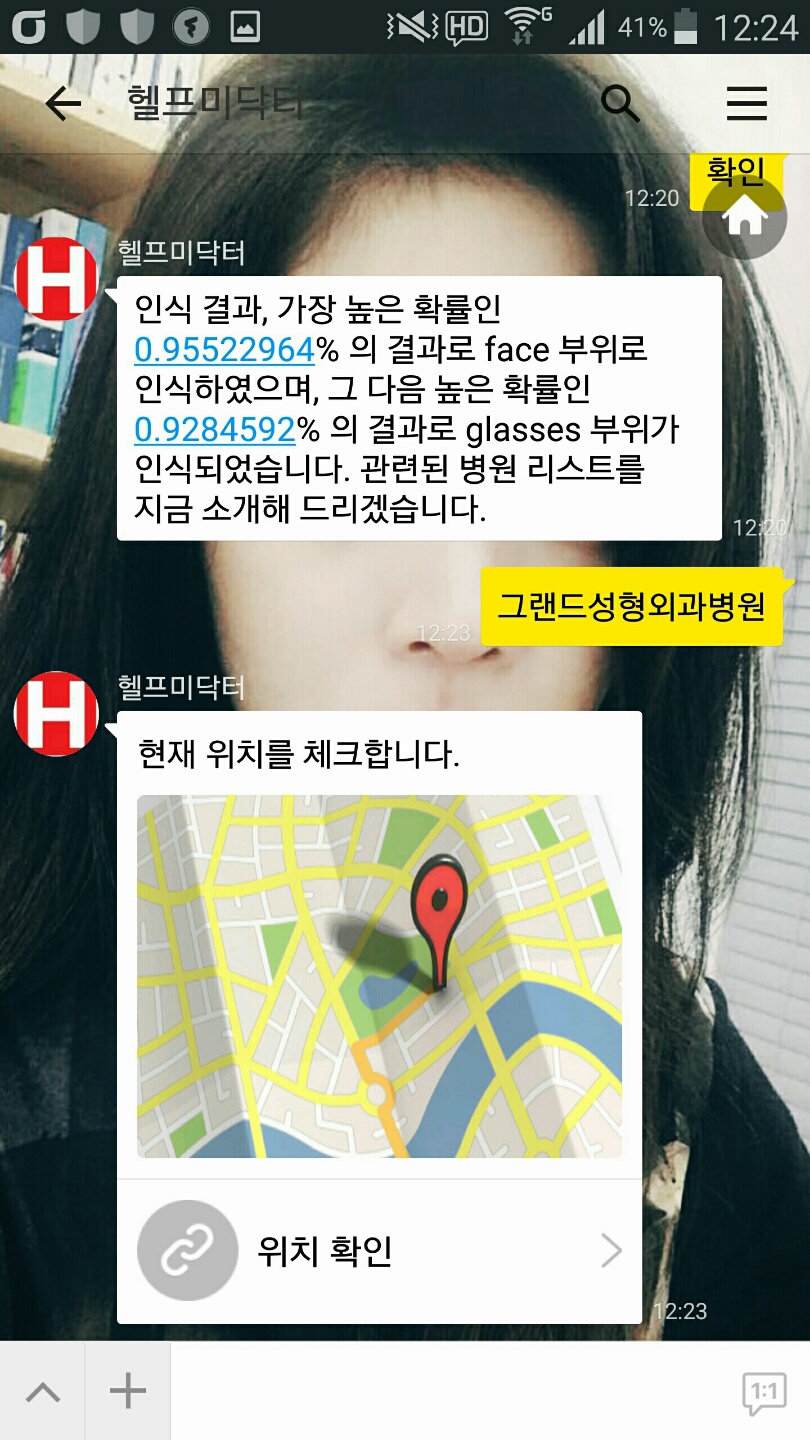 HD
G
41%
12:24
헬프미닥터
확인
12:20
H
헬프미닥터
인식 결과, 가장 높은 확률인
0.95522964% 의 결과로 face 부위로
인식하였으며, 그 다음 높은 확률인
0.9284592% 의 결과로 glasses 부위가
인식되었습니다. 관련된 병원 리스트를
지금 소개해 드리겠습니다.
12:20
그랜드성형외과병원
12:23
H
헬프미닥터
현재 위치를 체크합니다.
위치 확인
12:23
1:1